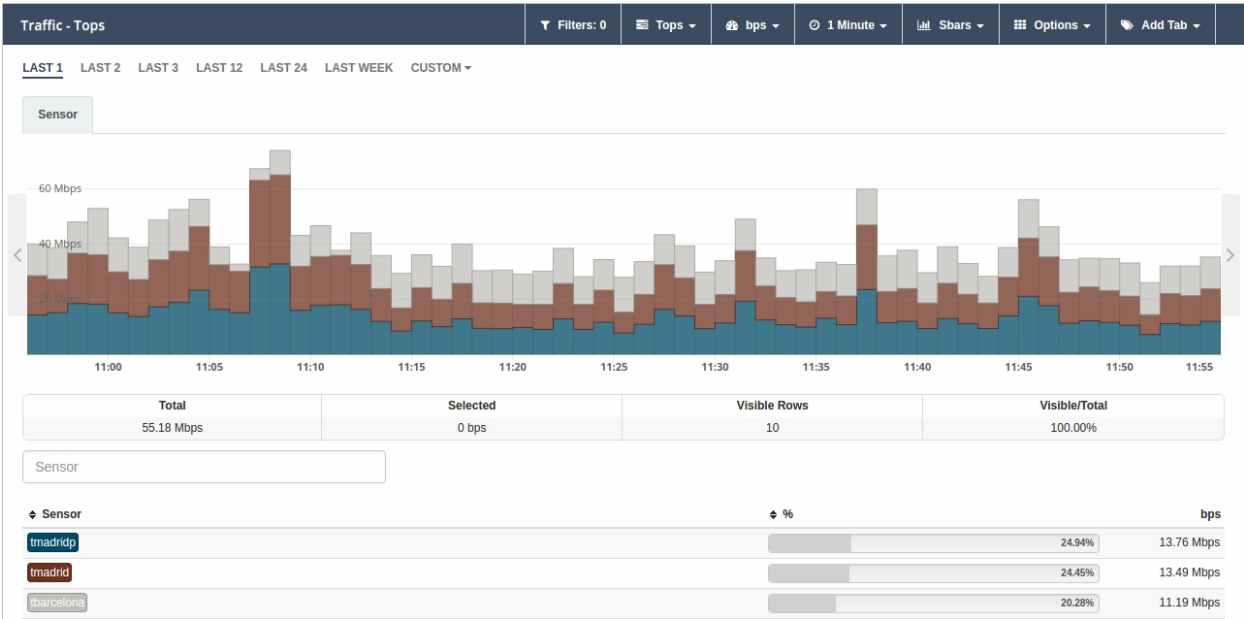 Traffic - Tops Filters: 0 Tops bps 1 Minute Sbars Options Add Tab
LAST 1 LAST 2 LAST 3 LAST 12 LAST 24 LAST WEEK CUSTOM
Sensor
60 Mbps
40 Mbps
20 Mbps
11:00 11:05 11:10 11:15 11:20 11:25 11:30 11:35 11:40 11:45 11:50 11:55
Total Selected Visible Rows Visible/Total
55.18 Mbps 0 bps 10 100.00%
Sensor
Sensor % bps
tmadridp 24.94% 13.76 Mbps
tmadrid 24.45% 13.49 Mbps
tbarcelona 20.28% 11.19 Mbps